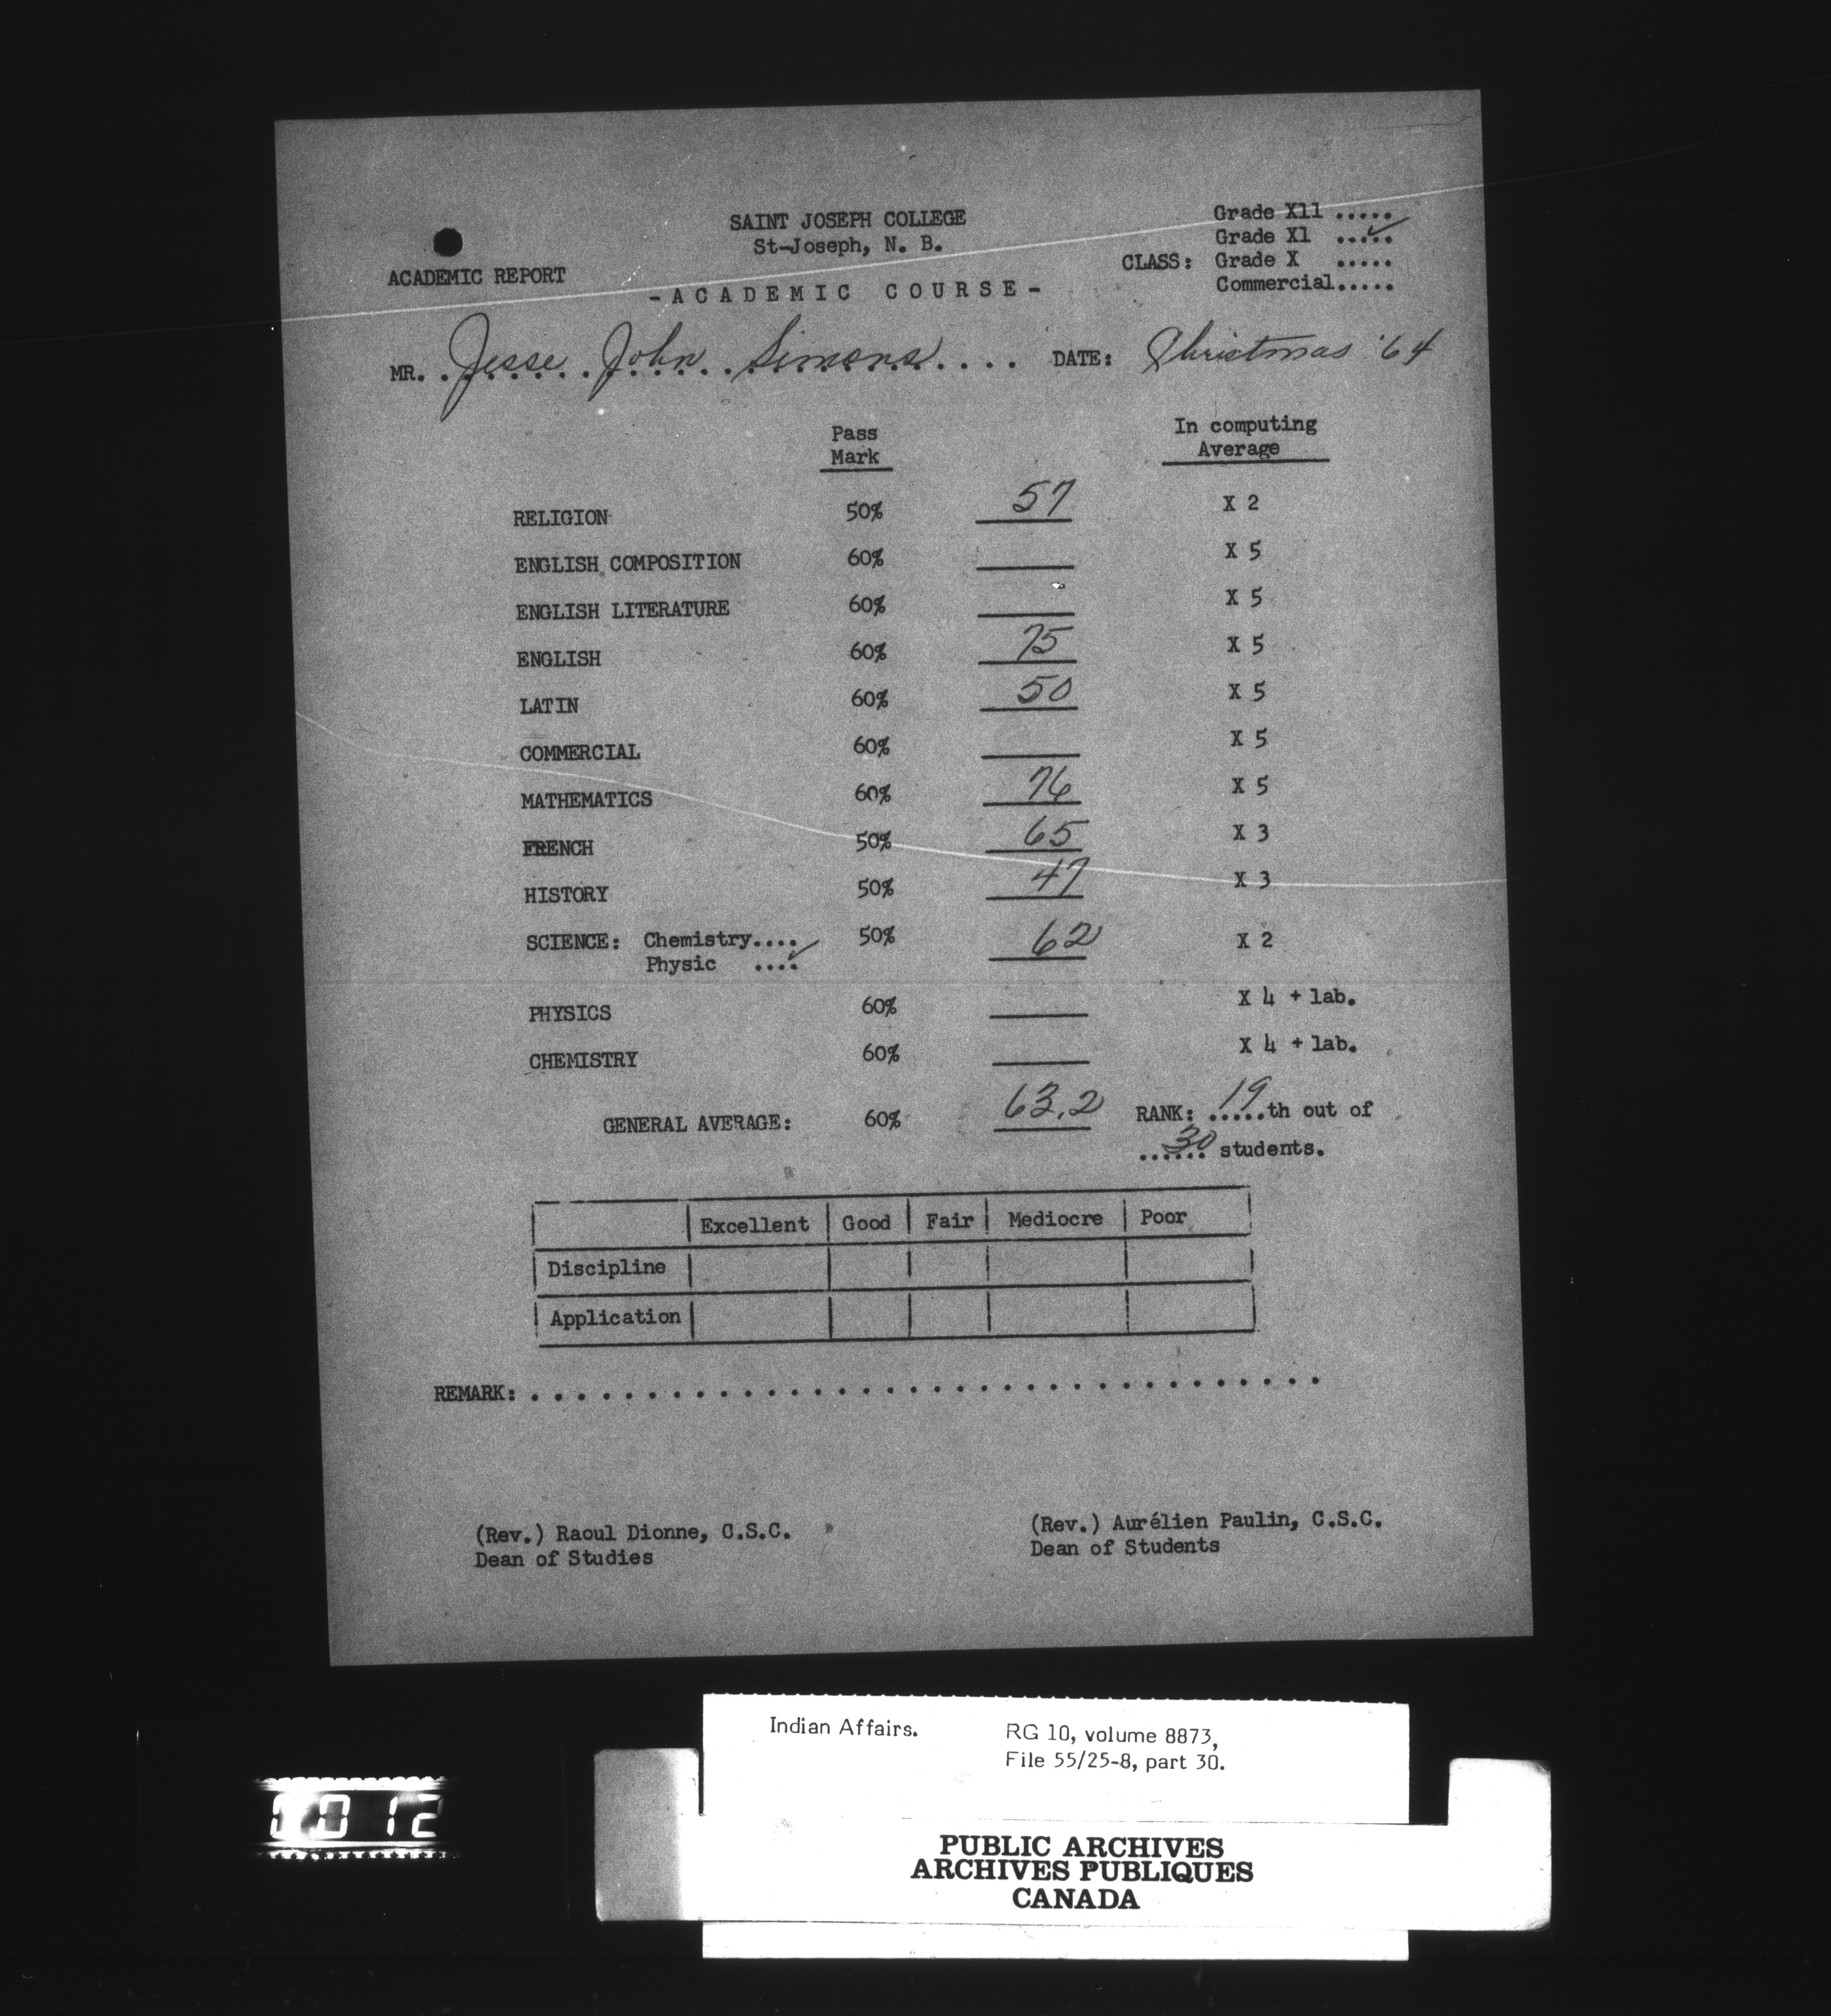 SAINT JOSEPH COLLEGE
St-Joseph, N. B.
ACADEMIC REPORT
-ACADEMIC COURSE-
CLASS: Grade X11 .....
Grade X1 ..✓..
Grade X .....
Commercial.....
MR. Jesse John Simons .... DATE: Christmas '64
Pass Mark
In computing Average
RELIGION 50% 57 X 2
ENGLISH COMPOSITION 60% X 5
ENGLISH LITERATURE 60% X 5
ENGLISH 60% 75 X 5
LATIN 60% 50 X 5
COMMERCIAL 60% X 5
MATHEMATICS 60% 76 X 5
FRENCH 50% 65 X 3
HISTORY 50% 47 X 3
SCIENCE: Chemistry.... 50% 62 X 2
Physic ...✓
PHYSICS 60% X 4 + lab.
CHEMISTRY 60% X 4 + lab.
GENERAL AVERAGE: 60% 63.2 RANK: 19 th out of
30 students.
Excellent Good Fair Mediocre Poor
Discipline
Application
REMARK: ..................................
(Rev.) Raoul Dionne, C.S.C.
Dean of Studies
(Rev.) Aurélien Paulin, C.S.C.
Dean of Students
Indian Affairs. RG 10, volume 8873,
File 55/25-8, part 30.
0012
PUBLIC ARCHIVES
ARCHIVES PUBLIQUES
CANADA